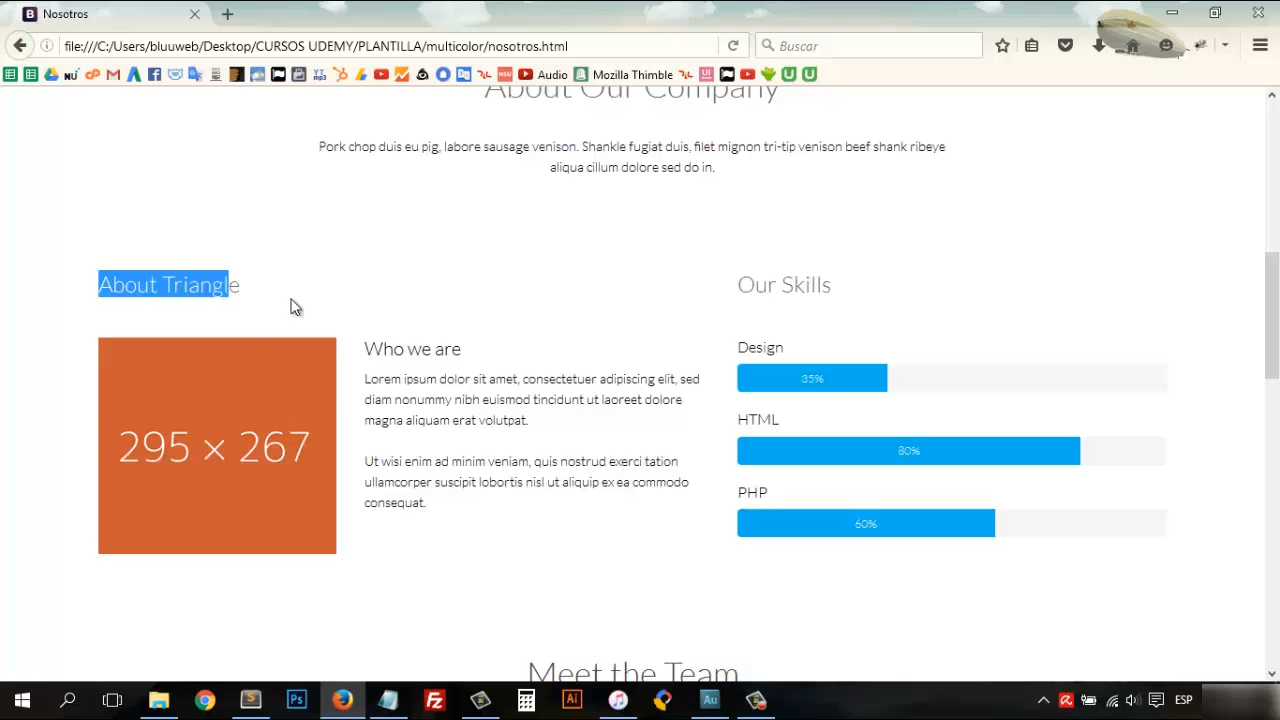 Nosotros
file:///C:/Users/bluuweb/Desktop/CURSOS UDEMY/PLANTILLA/multicolor/nosotros.html
Buscar
Audio
Mozilla Thimble
About Our Company
Pork chop duis eu pig, labore sausage venison. Shankle fugiat duis, filet mignon tri-tip venison beef shank ribeye
aliqua cillum dolore sed do in.
About Triangle
Our Skills
295 × 267
Who we are
Lorem ipsum dolor sit amet, consectetuer adipiscing elit, sed
diam nonummy nibh euismod tincidunt ut laoreet dolore
magna aliquam erat volutpat.
Ut wisi enim ad minim veniam, quis nostrud exerci tation
ullamcorper suscipit lobortis nisl ut aliquip ex ea commodo
consequat.
Design
35%
HTML
80%
PHP
60%
Meet the Team
Ps
Fz
Ai
Au
ESP